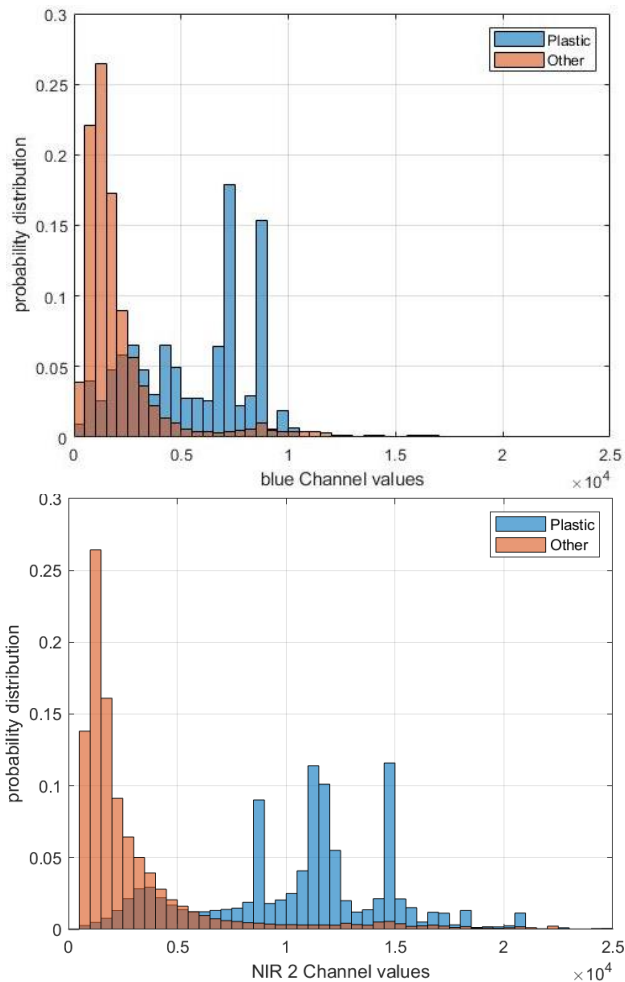 0.3
0.25
0.2
0.15
0.1
0.05
0
probability distribution
Plastic
Other
0 0.5 1 1.5 2 2.5
blue Channel values
×10^4
0.3
0.25
0.2
0.15
0.1
0.05
0
probability distribution
Plastic
Other
0 0.5 1 1.5 2 2.5
×10^4
NIR 2 Channel values